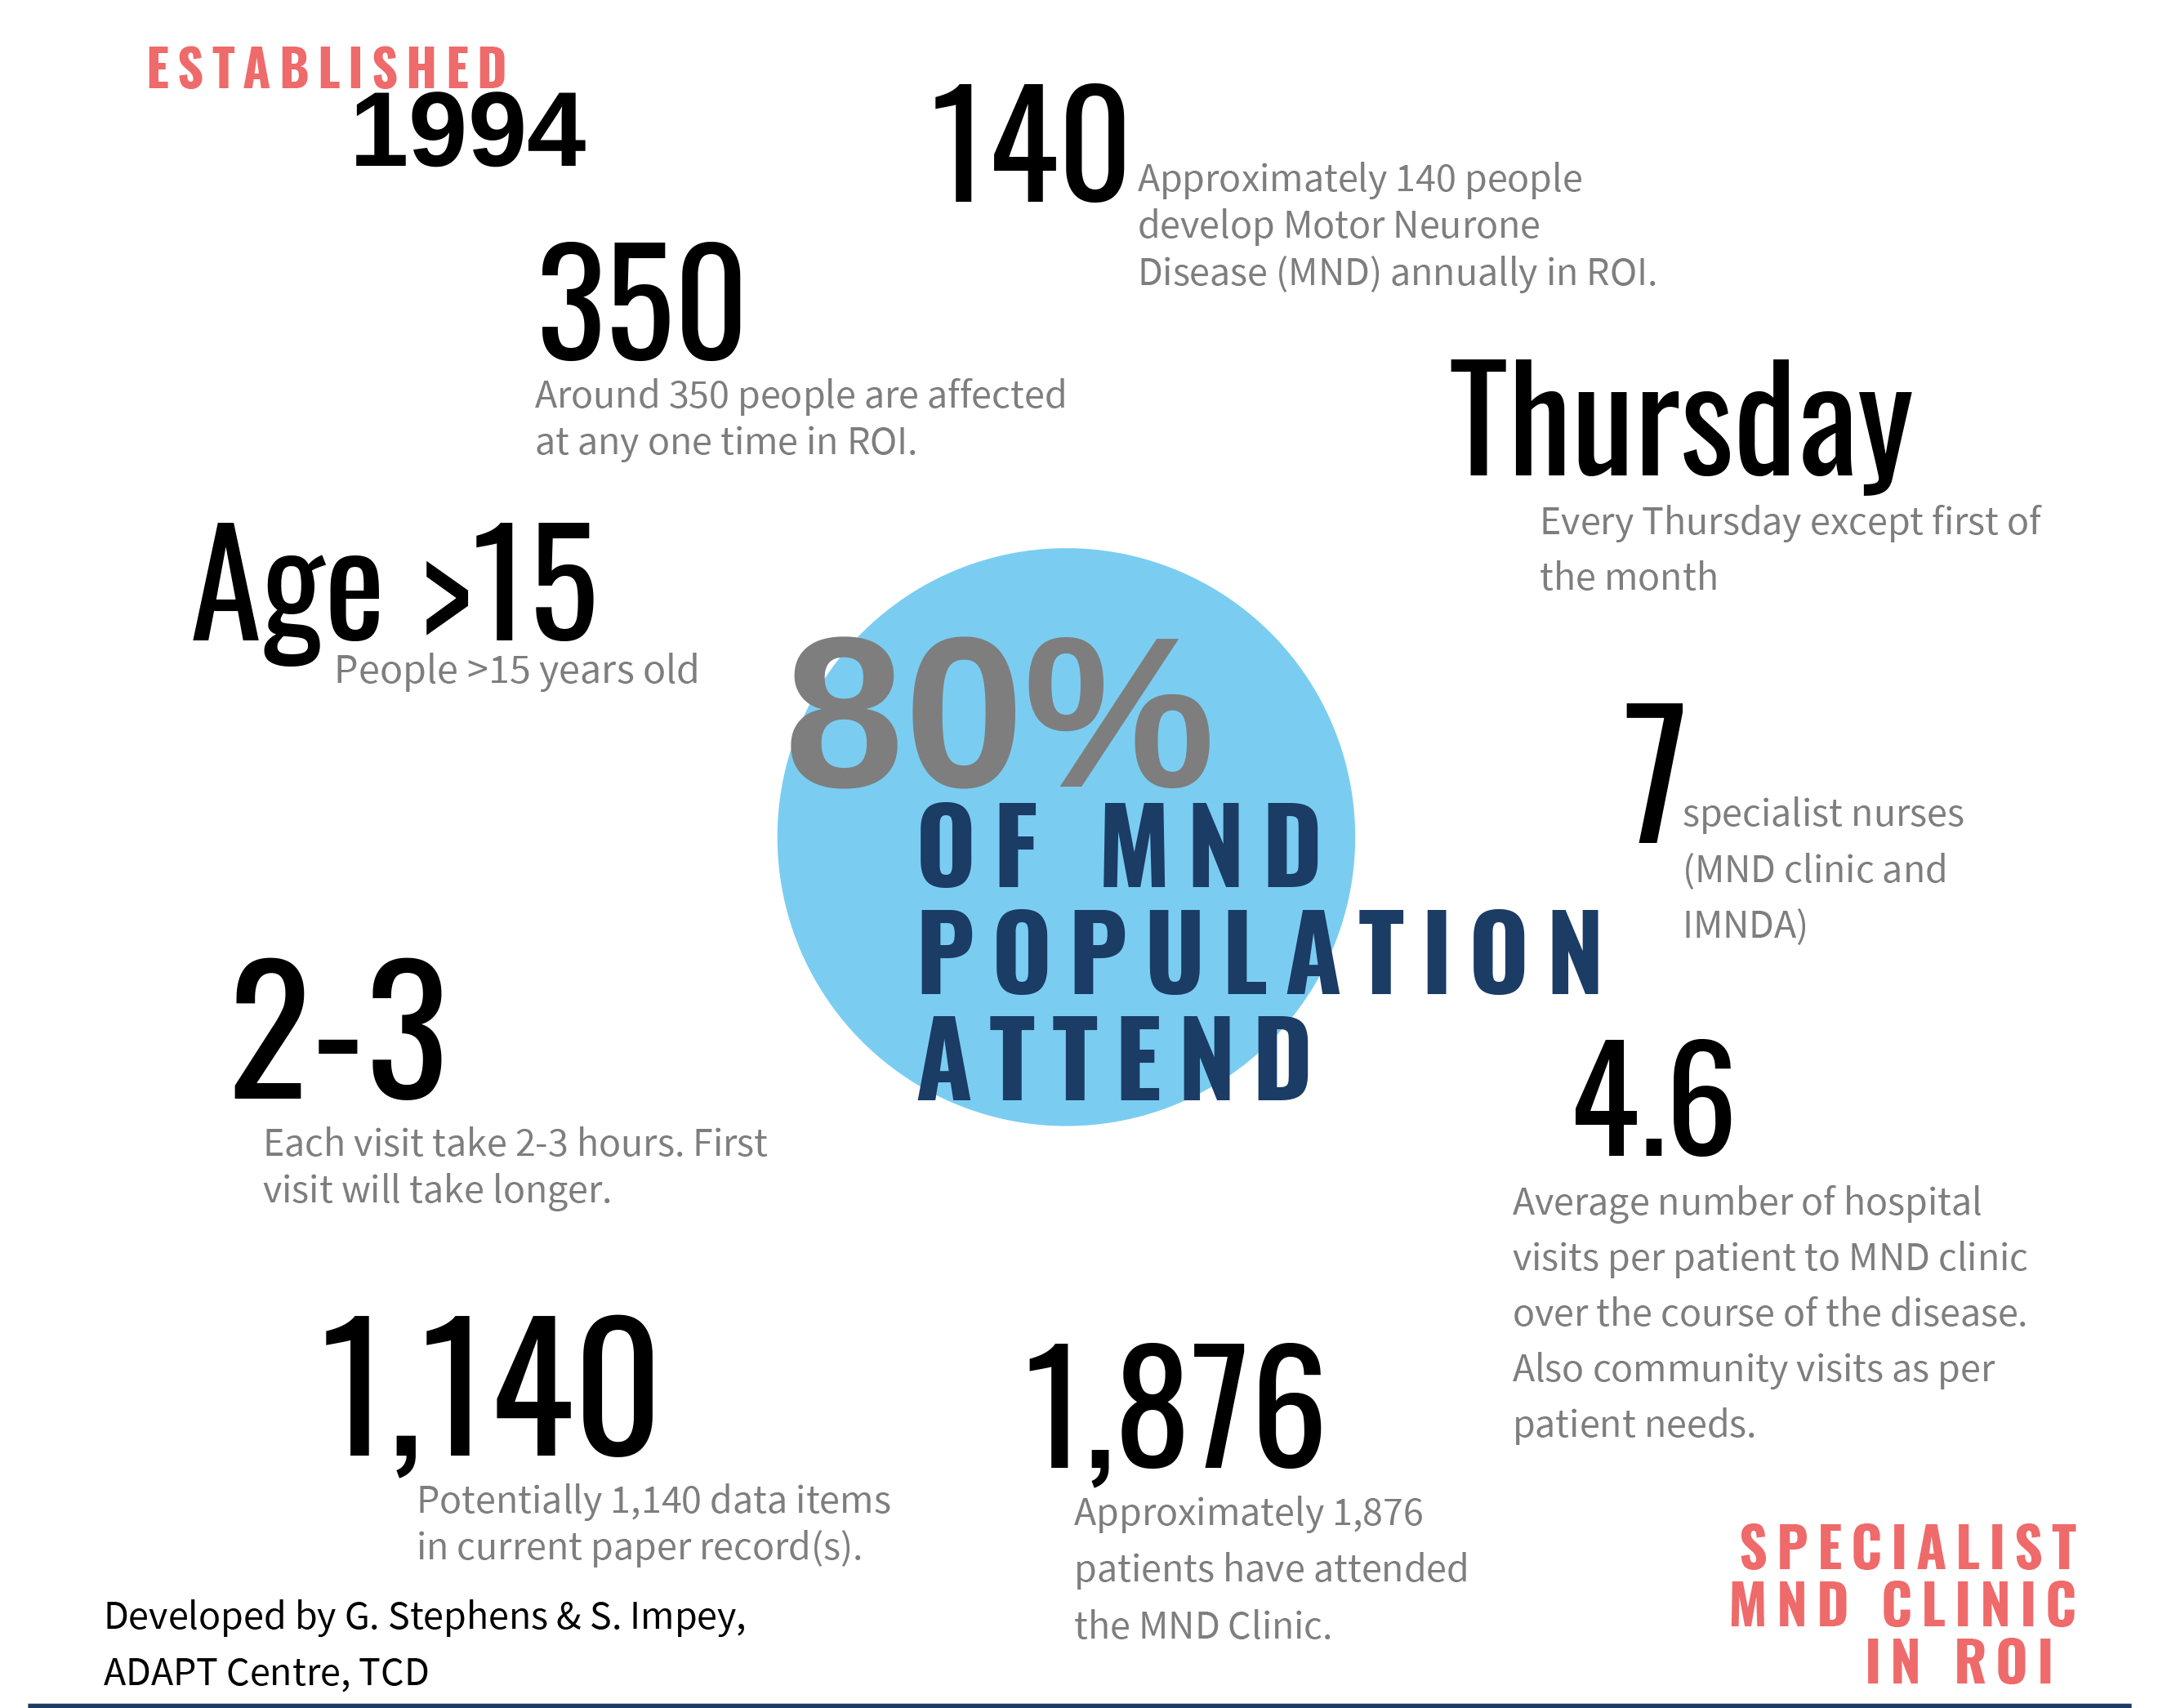 ESTABLISHED
1994
140
Approximately 140 people
develop Motor Neurone
Disease (MND) annually in ROI.
350
Around 350 people are affected
at any one time in ROI.
Thursday
Every Thursday except first of
the month
Age >15
People >15 years old
80%
OF MND
POPULATION
ATTEND
7
specialist nurses
(MND clinic and
IMNDA)
2-3
Each visit take 2-3 hours. First
visit will take longer.
4.6
Average number of hospital
visits per patient to MND clinic
over the course of the disease.
Also community visits as per
patient needs.
1,140
Potentially 1,140 data items
in current paper record(s).
1,876
Approximately 1,876
patients have attended
the MND Clinic.
SPECIALIST
MND CLINIC
IN ROI
Developed by G. Stephens & S. Impey,
ADAPT Centre, TCD